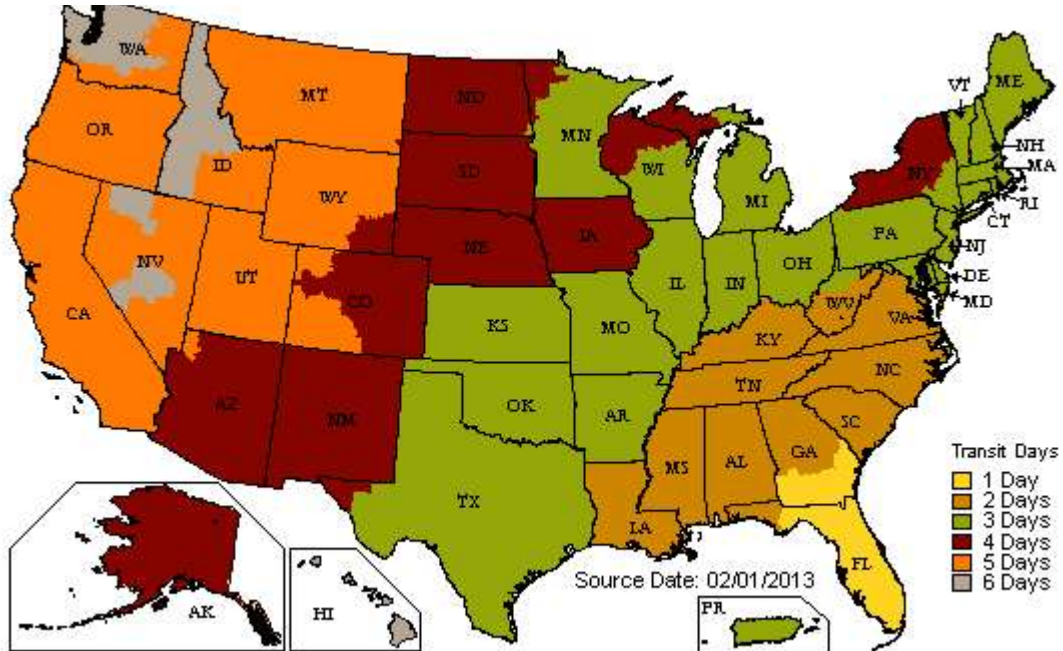 WA
MT
ND
OR
ID
WY
SD
MN
WI
MI
NY
VT
ME
NH
MA
RI
CT
NJ
DE
MD
PA
NV
UT
CO
NE
IA
IL
IN
OH
WV
VA
CA
KS
MO
KY
NC
TN
SC
AZ
NM
OK
AR
MS
AL
GA
TX
LA
FL
Transit Days
1 Day
2 Days
3 Days
4 Days
5 Days
6 Days
Source Date: 02/01/2013
AK
HI
PR